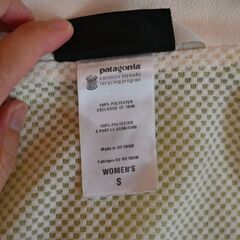 patagonia
common threads
recycling program
100% POLYESTER
EXCLUSIVE OF TRIM
100% POLYESTER
À PART LA GARNITURE
Made in VIETNAM
Fabriqué AU VIETNAM
WOMEN'S
S